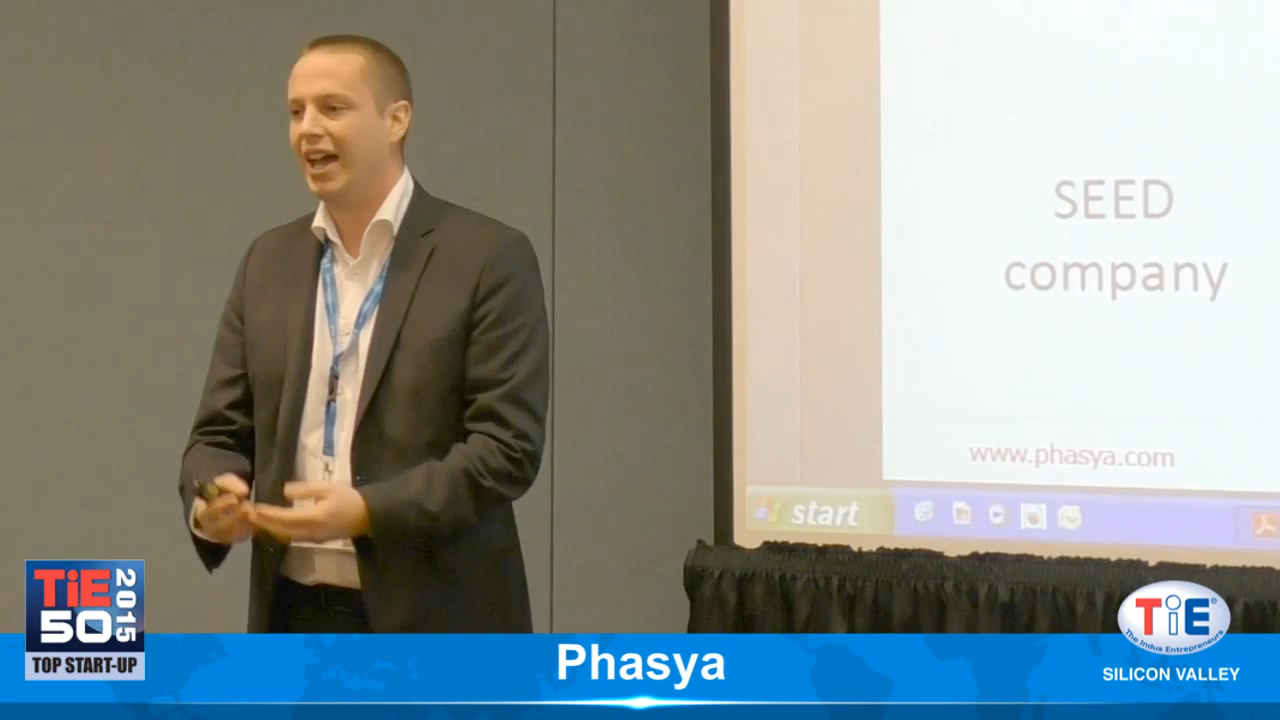 SEED
company
www.phasya.com
start
TiE
50
2015
TOP START-UP
Phasya
TiE®
The Indus Entrepreneurs
SILICON VALLEY